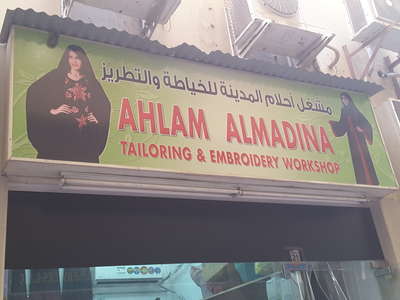 مشغل أحلام المدينة للخياطة والتطريز
AHLAM ALMADINA
TAILORING & EMBROIDERY WORKSHOP